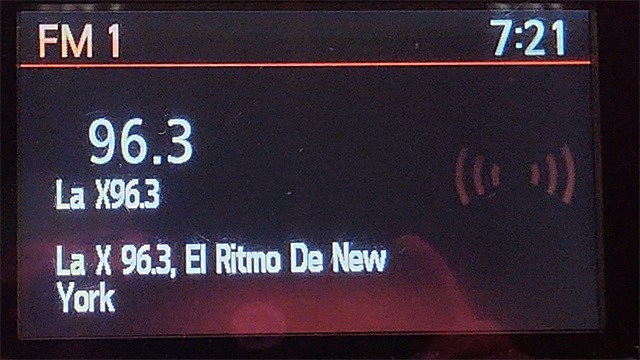 FM 1 7:21
96.3
La X96.3
La X 96.3, El Ritmo De New
York